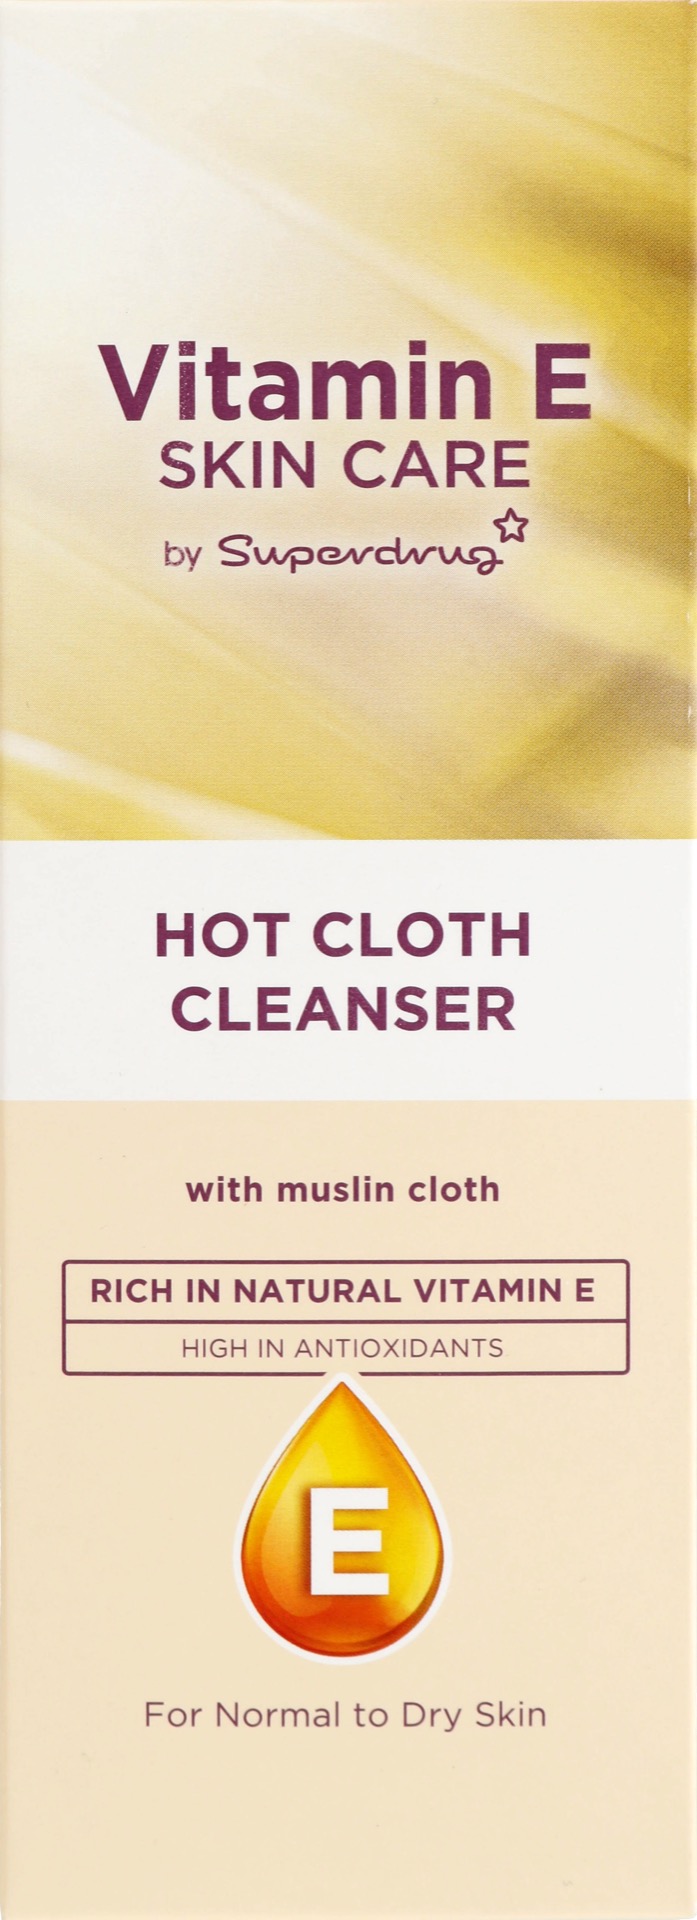 Vitamin E
SKIN CARE
by Superdrug
HOT CLOTH
CLEANSER
with muslin cloth
RICH IN NATURAL VITAMIN E
HIGH IN ANTIOXIDANTS
E
For Normal to Dry Skin